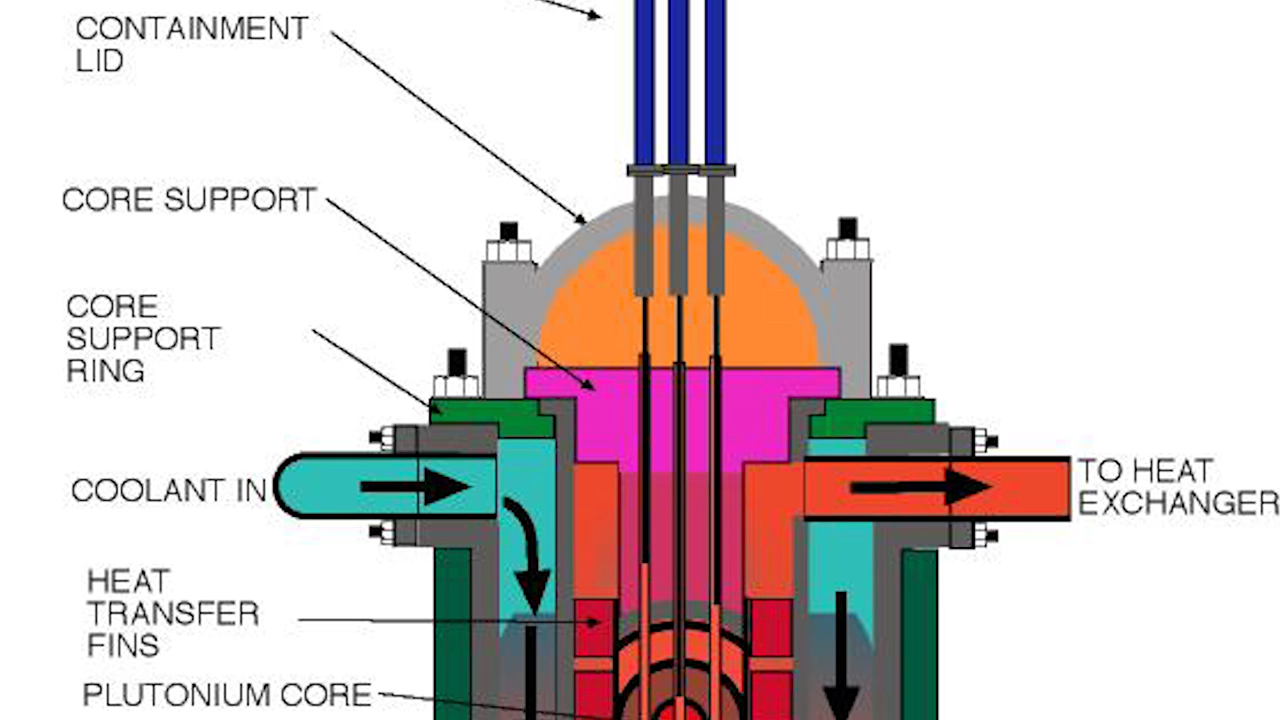 CONTAINMENT
LID
CORE SUPPORT
CORE
SUPPORT
RING
COOLANT IN
TO HEAT
EXCHANGER
HEAT
TRANSFER
FINS
PLUTONIUM CORE